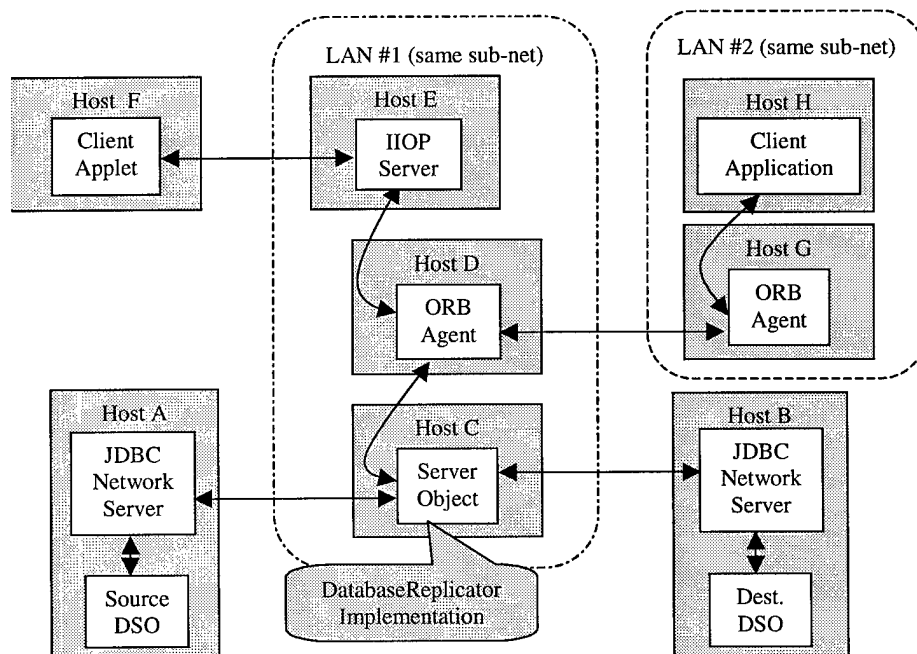 LAN #1 (same sub-net)
LAN #2 (same sub-net)
Host F
Client
Applet
Host E
IIOP
Server
Host H
Client
Application
Host D
ORB
Agent
Host G
ORB
Agent
Host A
JDBC
Network
Server
Source
DSO
Host C
Server
Object
DatabaseReplicator
Implementation
Host B
JDBC
Network
Server
Dest.
DSO